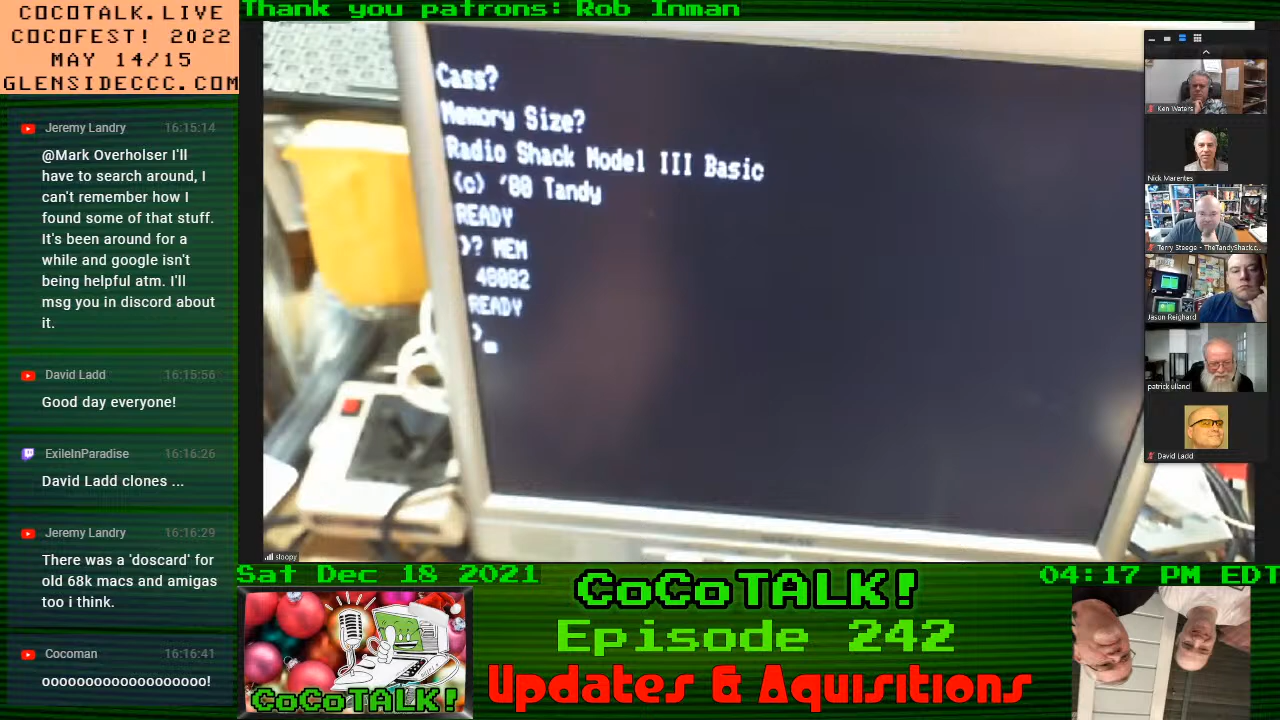 COCOTALK.LIVE
COCOFEST! 2022
MAY 14/15
GLENSIDECCC.COM
Thank you patrons: Rob Inman
Jeremy Landry 16:15:14
@Mark Overholser I'll
have to search around, I
can't remember how I
found some of that stuff.
It's been around for a
while and google isn't
being helpful atm. I'll
msg you in discord about
it.
David Ladd 16:15:56
Good day everyone!
ExileInParadise 16:16:26
David Ladd clones ...
Jeremy Landry 16:16:29
There was a 'doscard' for
old 68k macs and amigas
too i think.
Cocoman 16:16:41
ooooooooooooooooooo!
Cass?
Memory Size?
Radio Shack Model III Basic
(c) '80 Tandy
READY
>? MEM
48082
READY
>_
sloopy
Ken Waters
Nick Marentes
Terry Steege - TheTandyShack.c...
Jason Reighard
patrick ulland
David Ladd
Sat Dec 18 2021
CoCoTALK!
04:17 PM EDT
Episode 242
Updates & Aquisitions
CoCoTALK!